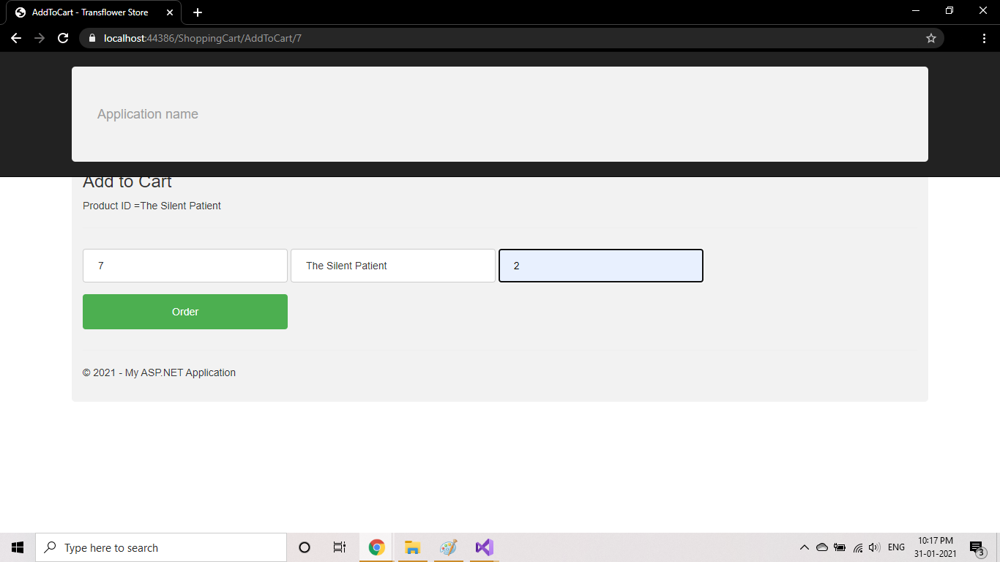 AddToCart - Transflower Store
localhost:44386/ShoppingCart/AddToCart/7
Application name
Add to Cart
Product ID =The Silent Patient
7 The Silent Patient 2
Order
© 2021 - My ASP.NET Application
Type here to search
ENG
10:17 PM
31-01-2021
3